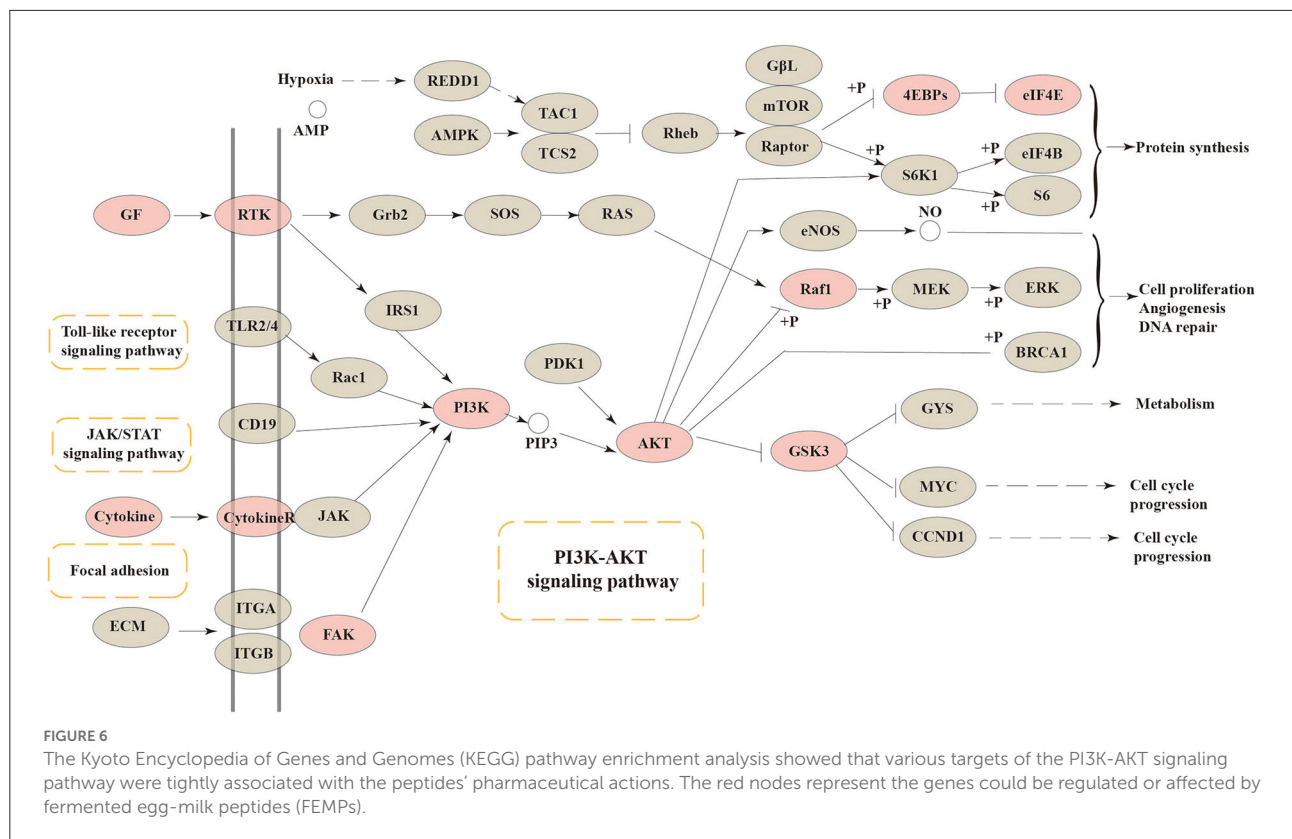 Hypoxia
REDD1
AMP
TAC1
AMPK
TCS2
Rheb
GβL
mTOR
Raptor
+P
4EBPs
eIF4E
+P
S6K1
+P
eIF4B
+P
S6
Protein synthesis
GF
RTK
Grb2
SOS
RAS
eNOS
NO
Raf1
+P
+P
MEK
+P
ERK
+P
BRCA1
Cell proliferation
Angiogenesis
DNA repair
IRS1
Toll-like receptor
signaling pathway
TLR2/4
Rac1
PDK1
PI3K
PIP3
AKT
GSK3
GYS
Metabolism
JAK/STAT
signaling pathway
CD19
MYC
Cell cycle
progression
Cytokine
CytokineR
JAK
CCND1
Cell cycle
progression
Focal adhesion
PI3K-AKT
signaling pathway
ECM
ITGA
ITGB
FAK
FIGURE 6
The Kyoto Encyclopedia of Genes and Genomes (KEGG) pathway enrichment analysis showed that various targets of the PI3K-AKT signaling
pathway were tightly associated with the peptides' pharmaceutical actions. The red nodes represent the genes could be regulated or affected by
fermented egg-milk peptides (FEMPs).